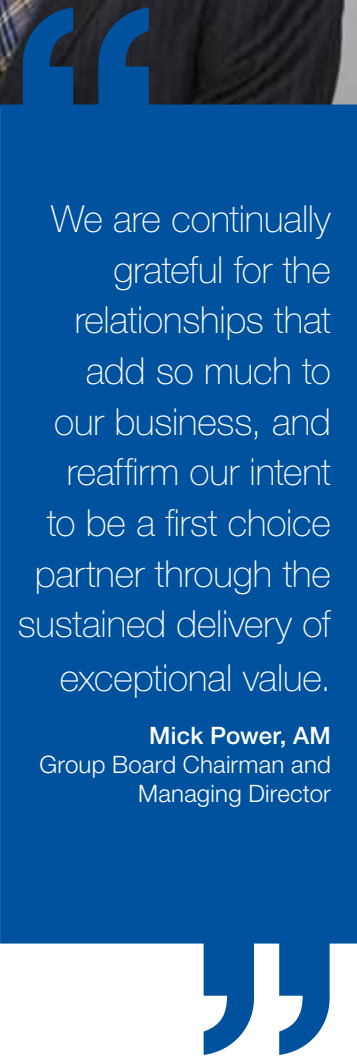 We are continually
grateful for the
relationships that
add so much to
our business, and
reaffirm our intent
to be a first choice
partner through the
sustained delivery of
exceptional value.
Mick Power, AM
Group Board Chairman and
Managing Director